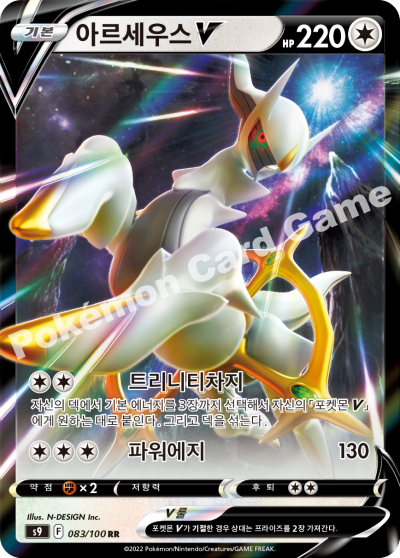 기본 아르세우스 V HP 220
Pokémon Card Game
트리니티차지
자신의 덱에서 기본 에너지를 3장까지 선택해서 자신의 「포켓몬 V」
에게 원하는 대로 붙인다. 그리고 덱을 섞는다.
파워에지 130
약점 ×2 저항력 후퇴
Illus. N-DESIGN Inc.
V 룰
s9 F 083/100 RR
포켓몬 V가 기절한 경우 상대는 프라이즈를 2장 가져간다.
©2022 Pokémon/Nintendo/Creatures/GAME FREAK.